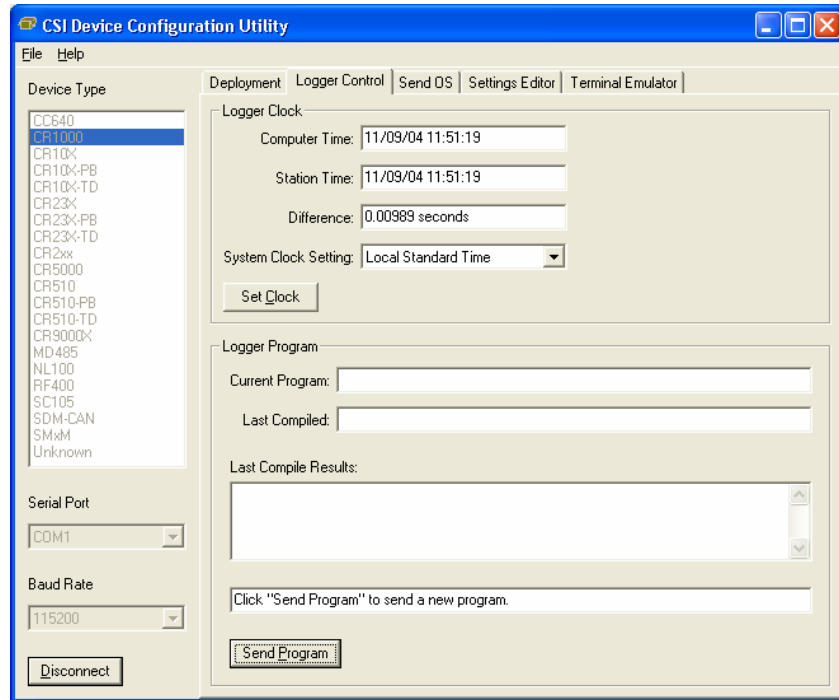 CSI Device Configuration Utility
File Help
Device Type
CC640
CR1000
CR10X
CR10X-PB
CR10X-TD
CR23X
CR23X-PB
CR23X-TD
CR2xx
CR5000
CR510
CR510-PB
CR510-TD
CR9000X
MD485
NL100
RF400
SC105
SDM-CAN
SMxM
Unknown
Serial Port
COM1
Baud Rate
115200
Disconnect
Deployment Logger Control Send OS Settings Editor Terminal Emulator
Logger Clock
Computer Time: 11/09/04 11:51:19
Station Time: 11/09/04 11:51:19
Difference: 0.00989 seconds
System Clock Setting: Local Standard Time
Set Clock
Logger Program
Current Program:
Last Compiled:
Last Compile Results:
Click "Send Program" to send a new program.
Send Program